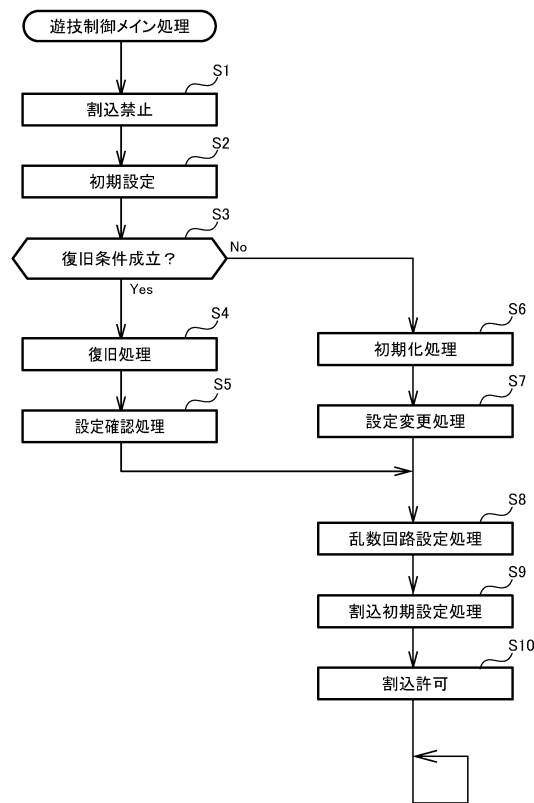 遊技制御メイン処理
S1
割込禁止
S2
初期設定
S3
復旧条件成立？
No
Yes
S4
復旧処理
S5
設定確認処理
S6
初期化処理
S7
設定変更処理
S8
乱数回路設定処理
S9
割込初期設定処理
S10
割込許可